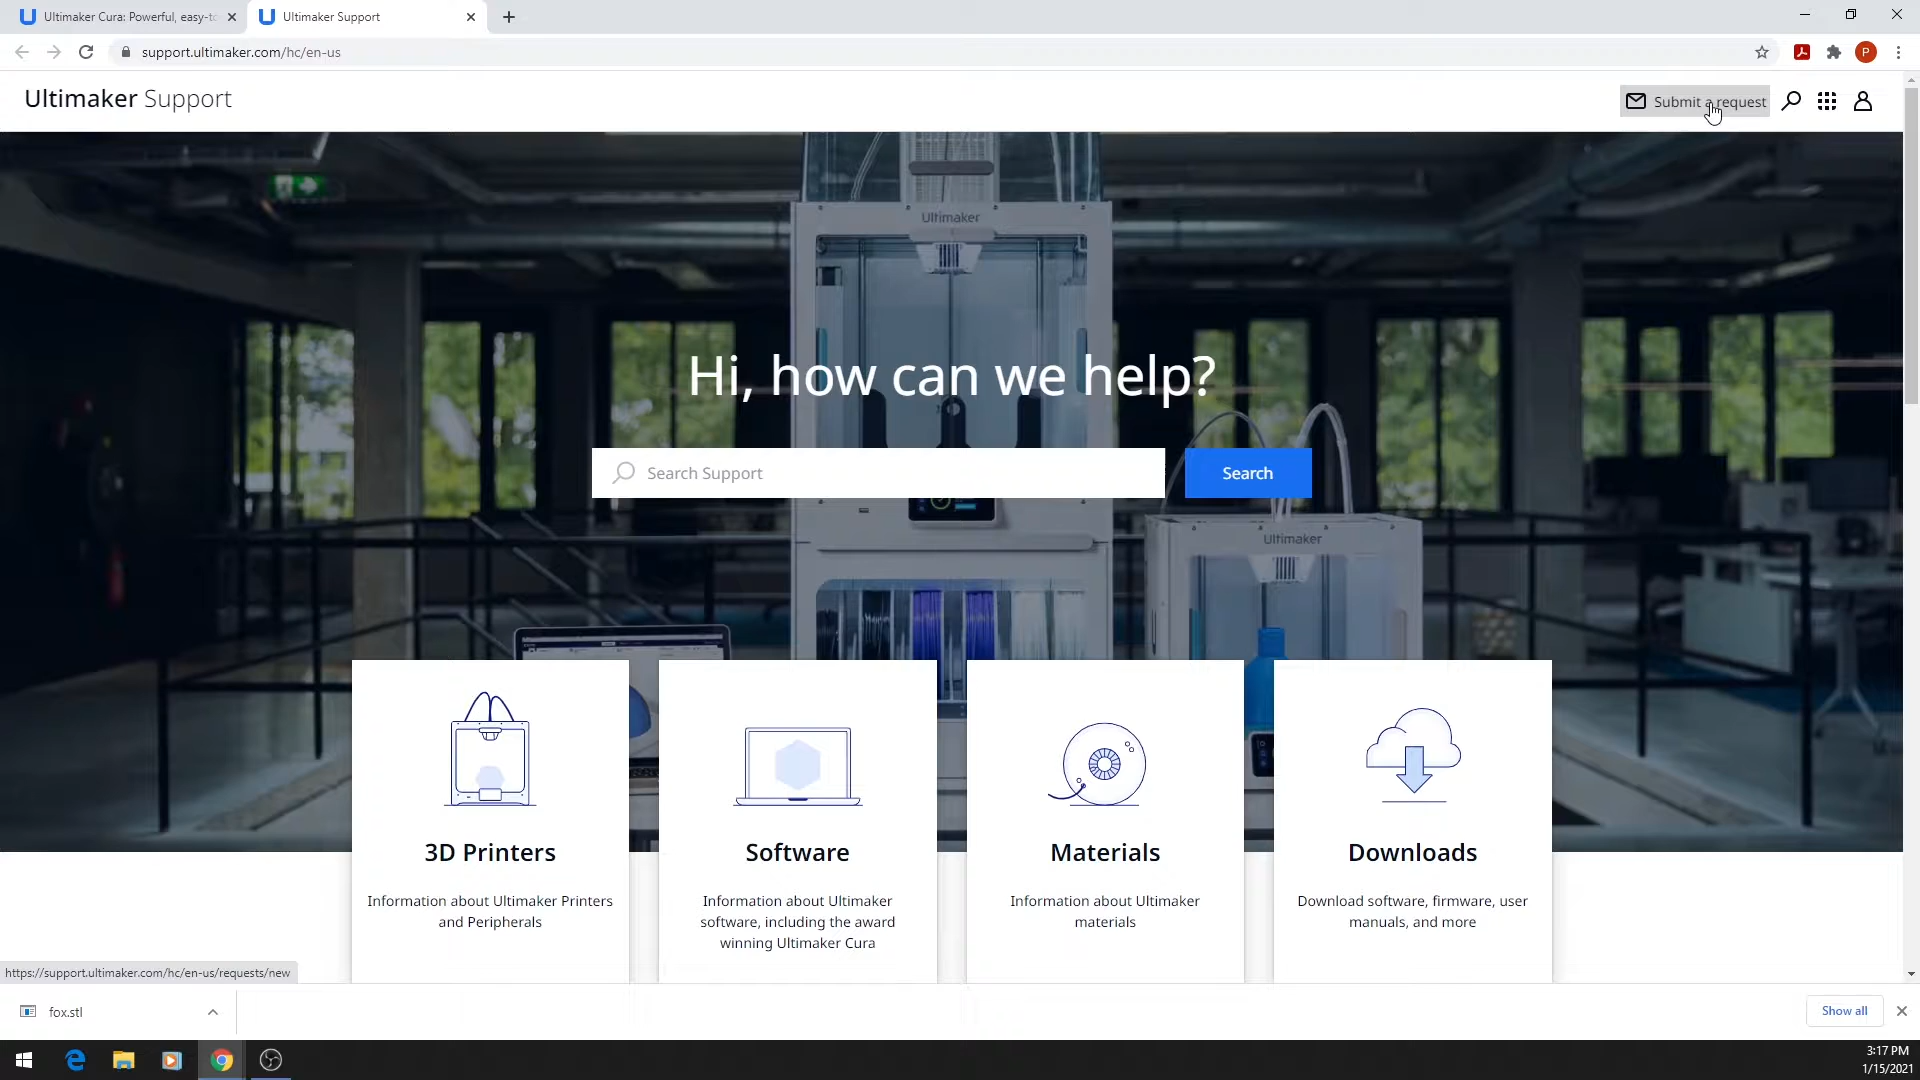 Ultimaker Cura: Powerful, easy-to
Ultimaker Support
support.ultimaker.com/hc/en-us
P
Ultimaker Support
Submit a request
Ultimaker
Hi, how can we help?
Search Support
Search
Ultimaker
3D Printers
Information about Ultimaker Printers
and Peripherals
Software
Information about Ultimaker
software, including the award
winning Ultimaker Cura
Materials
Information about Ultimaker
materials
Downloads
Download software, firmware, user
manuals, and more
https://support.ultimaker.com/hc/en-us/requests/new
fox.stl
Show all
3:17 PM
1/15/2021